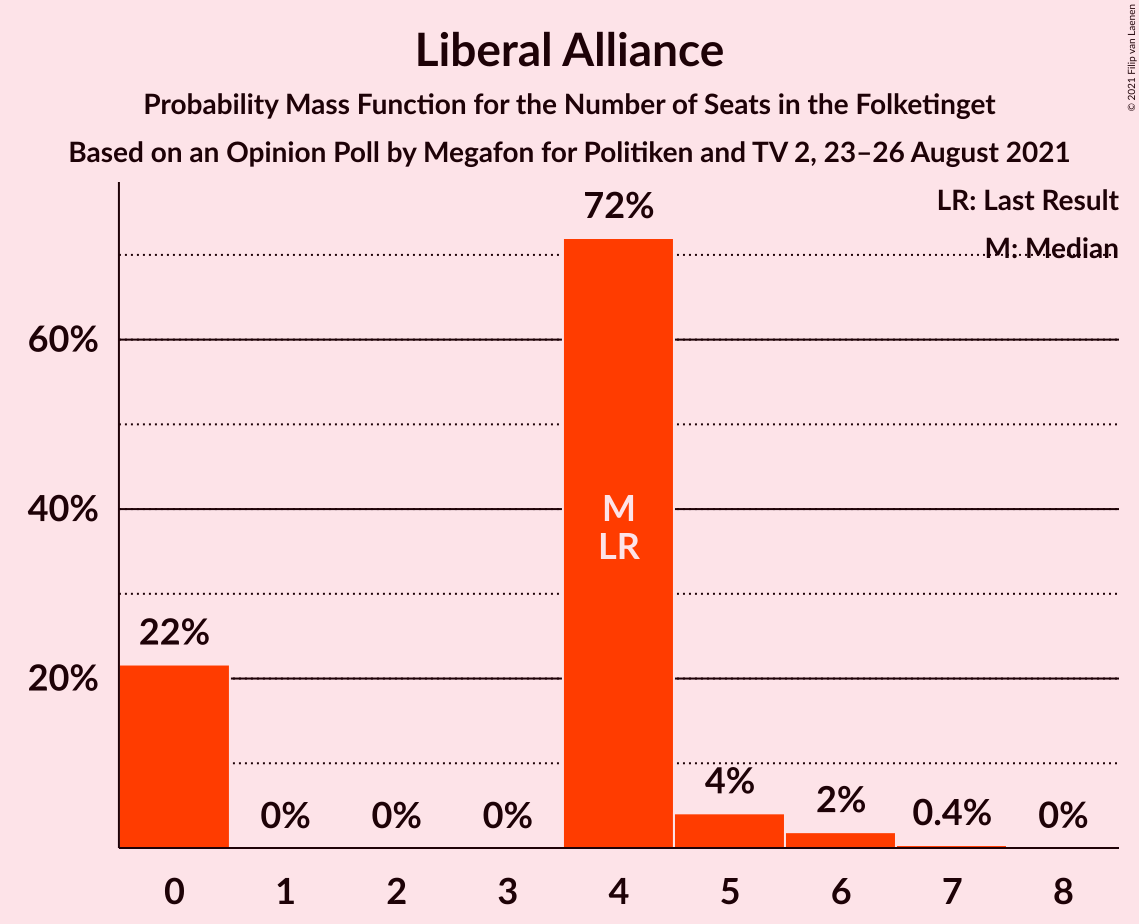 Liberal Alliance
Probability Mass Function for the Number of Seats in the Folketinget
Based on an Opinion Poll by Megafon for Politiken and TV 2, 23–26 August 2021
© 2021 Filip van Laenen
LR: Last Result
M: Median
72%
60%
40%
M
LR
22%
20%
0%
0%
0%
4%
2%
0.4%
0%
0
1
2
3
4
5
6
7
8